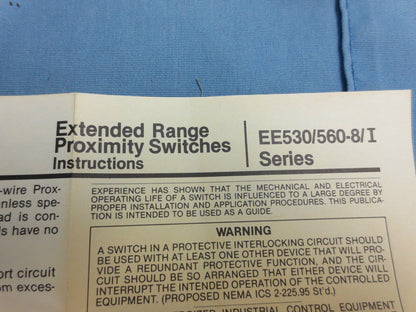 Extended Range
Proximity Switches
Instructions
EE530/560-8/I
Series
-wire Prox-
nless spe-
ad is con-
ls have no
ort circuit
om exces-
EXPERIENCE HAS SHOWN THAT THE MECHANICAL AND ELECTRICAL
OPERATING LIFE OF A SWITCH IS INFLUENCED TO A LARGE DEGREE BY
PROPER INSTALLATION AND APPLICATION PROCEDURES. THIS PUBLICA-
TION IS INTENDED TO BE USED AS A GUIDE.
WARNING
A SWITCH IN A PROTECTIVE INTERLOCKING CIRCUIT SHOULD
BE USED WITH AT LEAST ONE OTHER DEVICE THAT WILL PRO-
VIDE A REDUNDANT PROTECTIVE FUNCTION, AND THE CIR-
CUIT SHOULD BE SO ARRANGED THAT EITHER DEVICE WILL
INTERRUPT THE INTENDED OPERATION OF THE CONTROLLED
EQUIPMENT. (PROPOSED NEMA ICS 2-225.95 St'd.)
INDUSTRIAL CONTROL EQUIPMENT